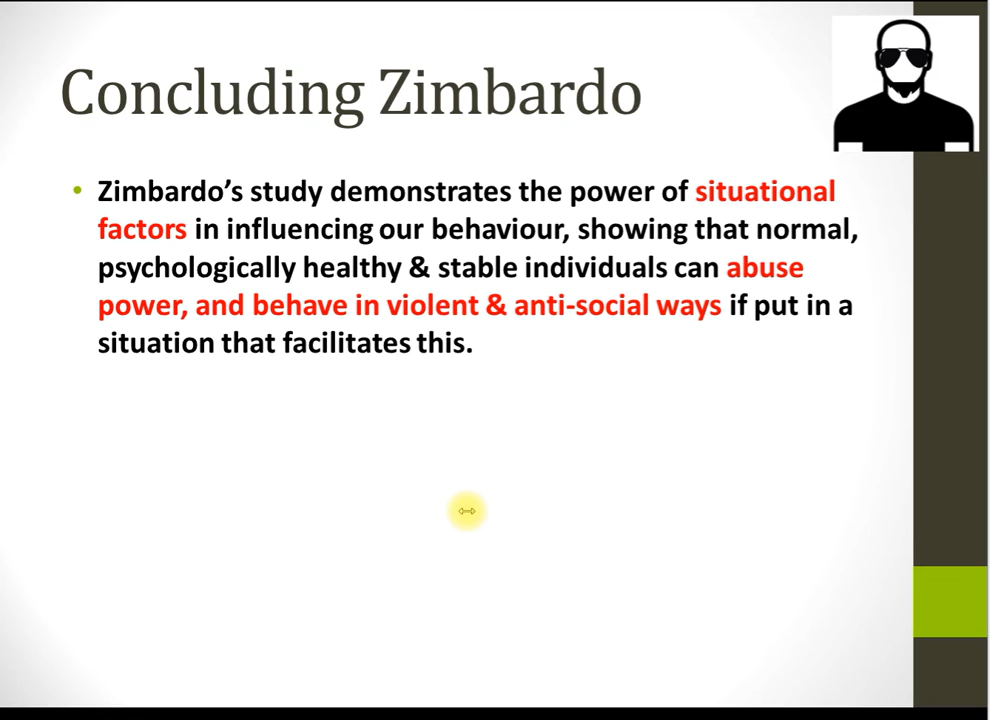 Concluding Zimbardo
• Zimbardo’s study demonstrates the power of situational
factors in influencing our behaviour, showing that normal,
psychologically healthy & stable individuals can abuse
power, and behave in violent & anti-social ways if put in a
situation that facilitates this.